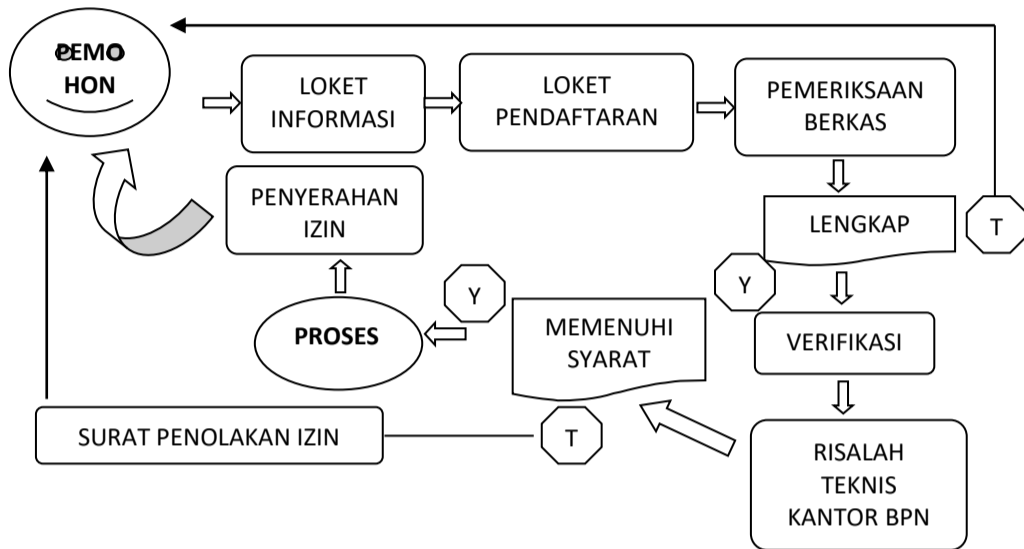 PEMO
HON
LOKET
INFORMASI
LOKET
PENDAFTARAN
PEMERIKSAAN
BERKAS
PENYERAHAN
IZIN
LENGKAP
T
Y
Y
MEMENUHI
SYARAT
PROSES
VERIFIKASI
SURAT PENOLAKAN IZIN
T
RISALAH
TEKNIS
KANTOR BPN